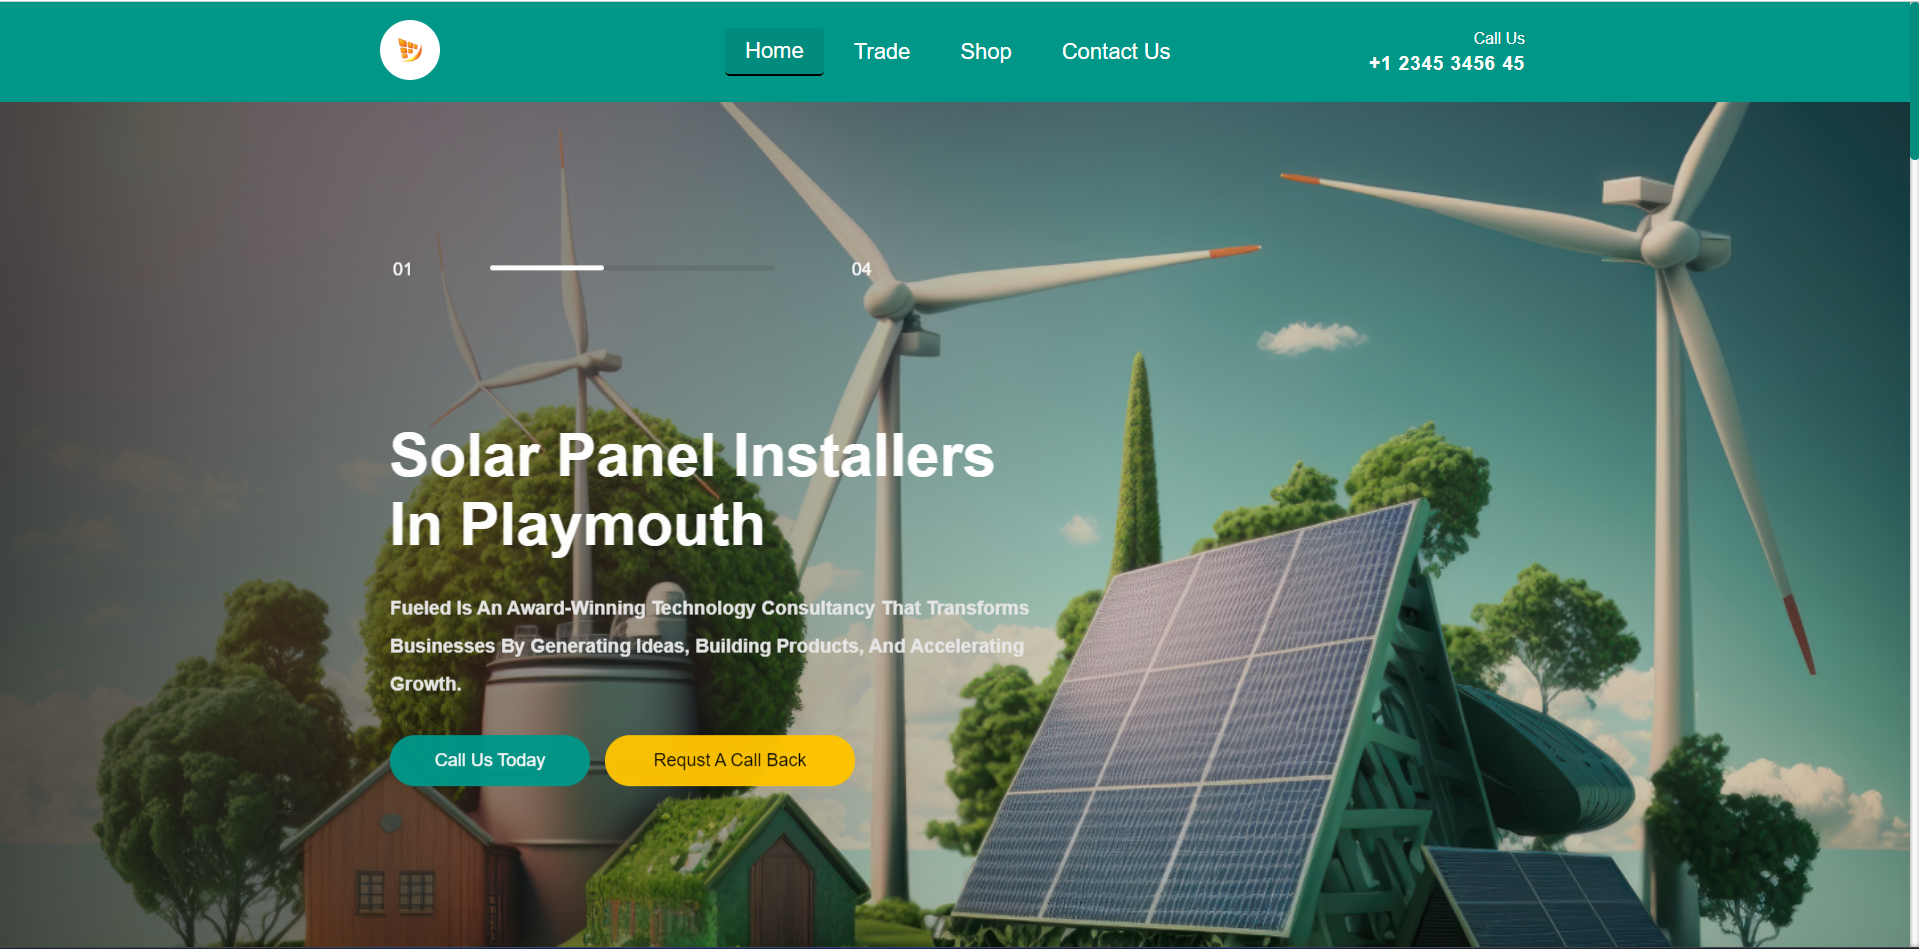 Home
Trade
Shop
Contact Us
Call Us
+1 2345 3456 45
01
04
Solar Panel Installers
In Playmouth
Fueled Is An Award-Winning Technology Consultancy That Transforms
Businesses By Generating Ideas, Building Products, And Accelerating
Growth.
Call Us Today
Requst A Call Back